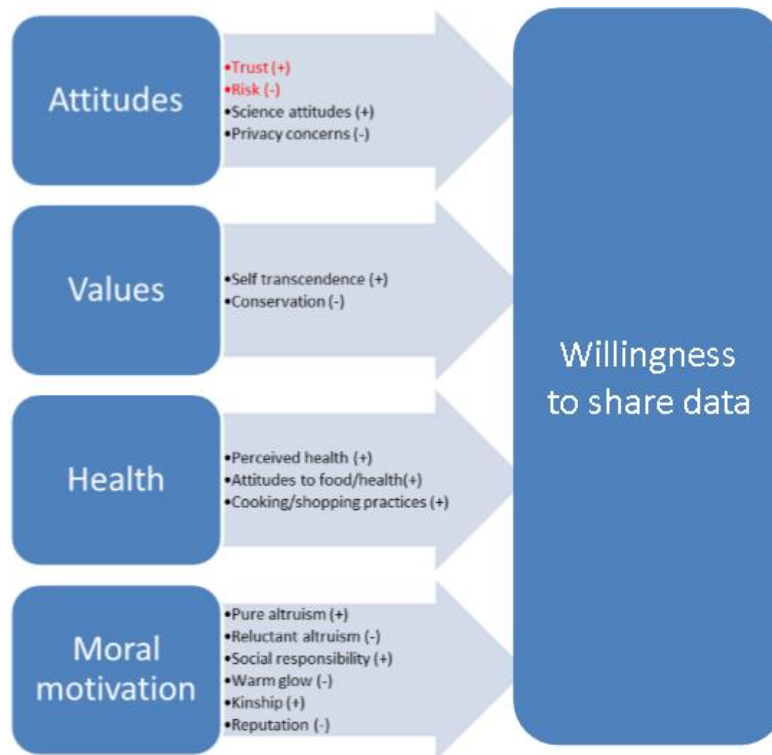 Attitudes
•Trust (+)
•Risk (-)
•Science attitudes (+)
•Privacy concerns (-)
Values
•Self transcendence (+)
•Conservation (-)
Health
•Perceived health (+)
•Attitudes to food/health(+)
•Cooking/shopping practices (+)
Moral
motivation
•Pure altruism (+)
•Reluctant altruism (-)
•Social responsibility (+)
•Warm glow (-)
•Kinship (+)
•Reputation (-)
Willingness
to share data